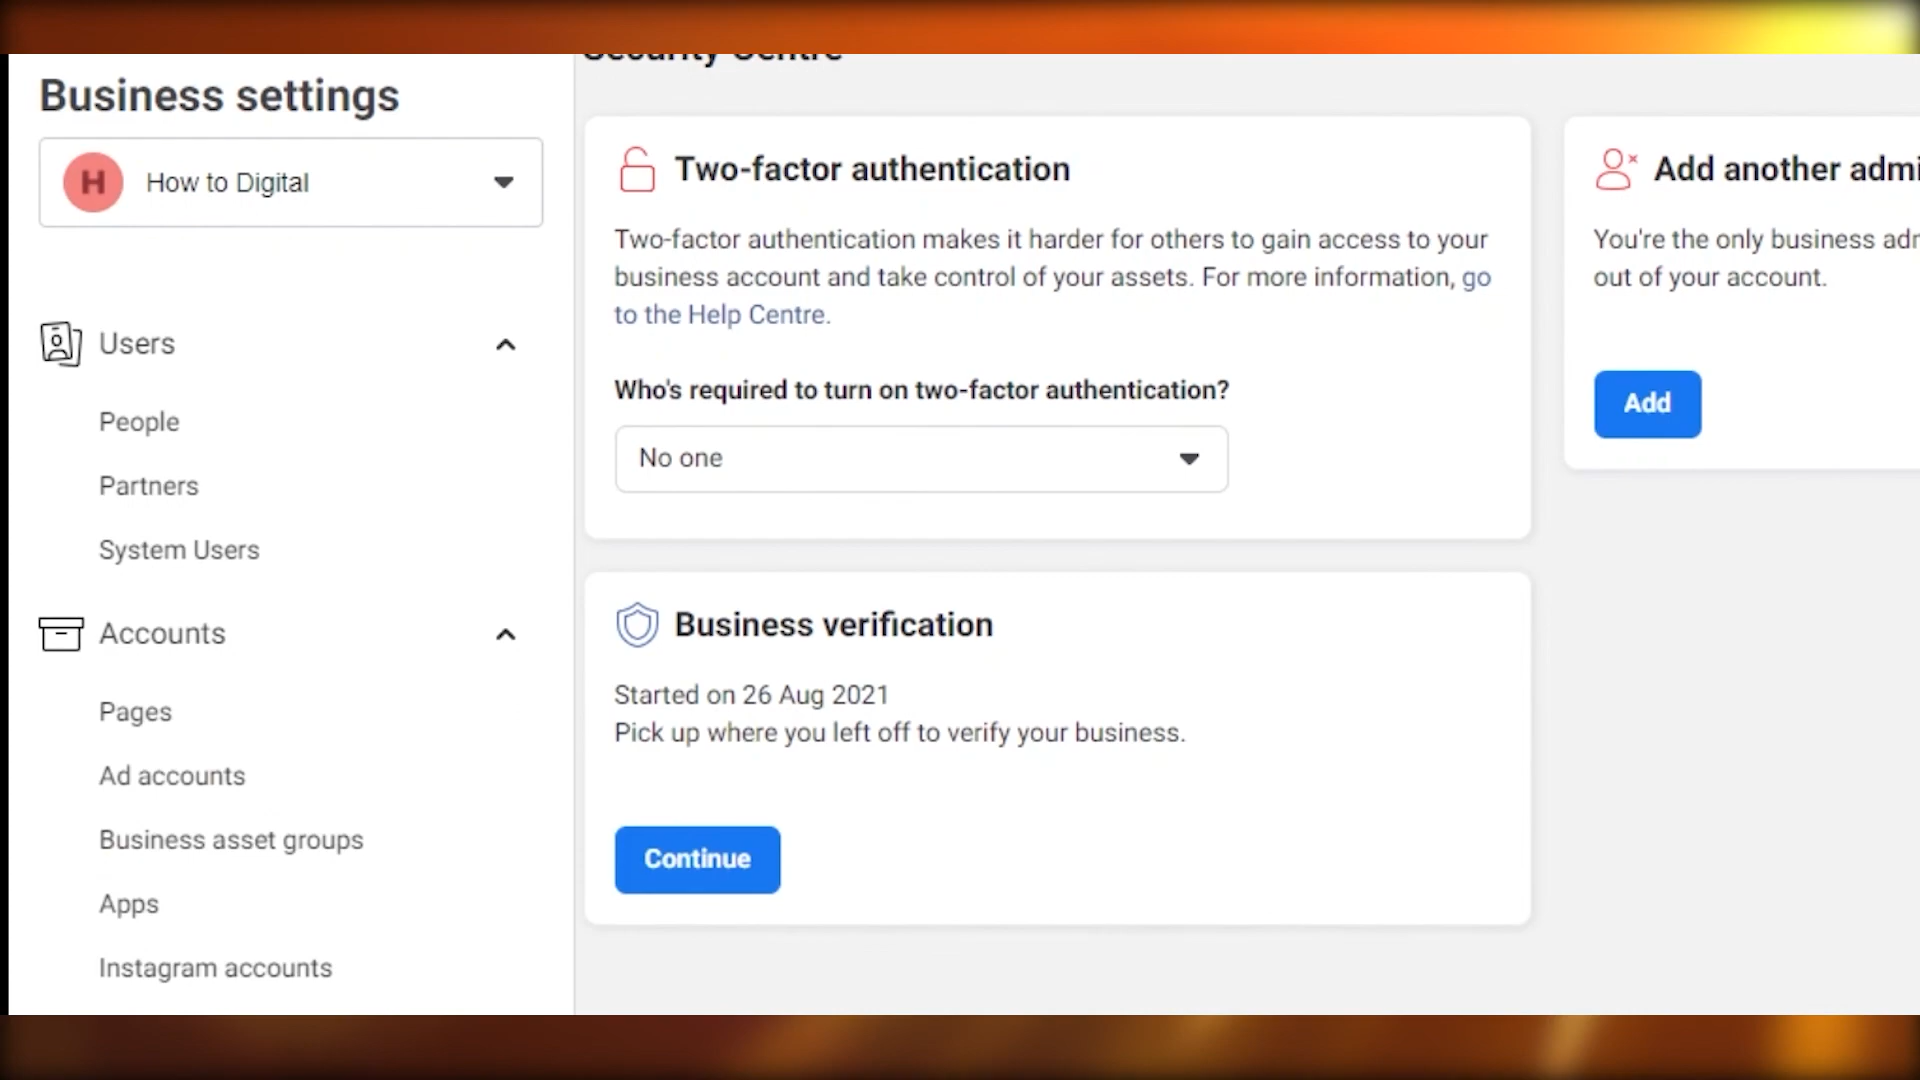 Business settings
H
How to Digital
Users
People
Partners
System Users
Accounts
Pages
Ad accounts
Business asset groups
Apps
Instagram accounts
Security Centre
Two-factor authentication
Two-factor authentication makes it harder for others to gain access to your
business account and take control of your assets. For more information, go
to the Help Centre.
Who's required to turn on two-factor authentication?
No one
Business verification
Started on 26 Aug 2021
Pick up where you left off to verify your business.
Continue
Add another admi
You're the only business adm
out of your account.
Add